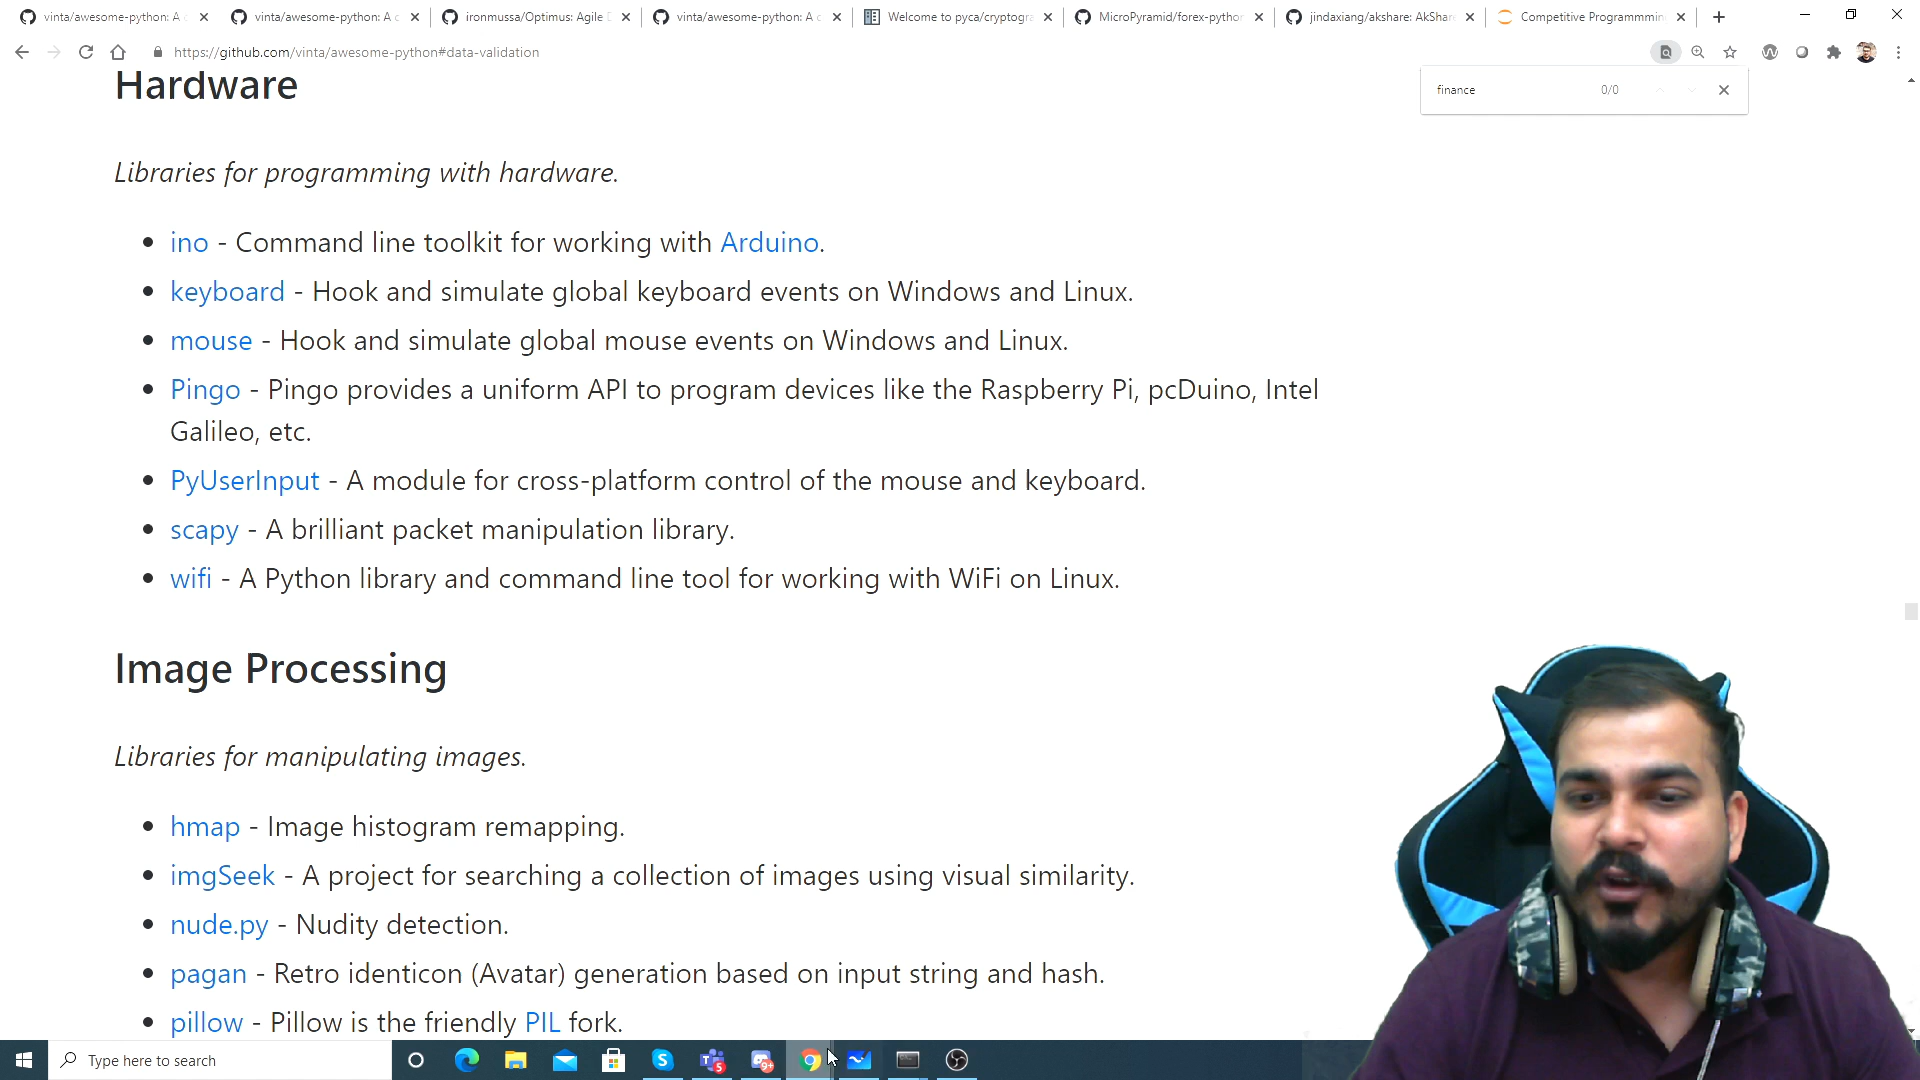 vinta/awesome-python: A c
vinta/awesome-python: A c
ironmussa/Optimus: Agile D
vinta/awesome-python: A c
Welcome to pyca/cryptogra
MicroPyramid/forex-python
jindaxiang/akshare: AkShare
Competitive Programmmin
https://github.com/vinta/awesome-python#data-validation
finance
0/0
Hardware
Libraries for programming with hardware.
• ino - Command line toolkit for working with Arduino.
• keyboard - Hook and simulate global keyboard events on Windows and Linux.
• mouse - Hook and simulate global mouse events on Windows and Linux.
• Pingo - Pingo provides a uniform API to program devices like the Raspberry Pi, pcDuino, Intel
Galileo, etc.
• PyUserInput - A module for cross-platform control of the mouse and keyboard.
• scapy - A brilliant packet manipulation library.
• wifi - A Python library and command line tool for working with WiFi on Linux.
Image Processing
Libraries for manipulating images.
• hmap - Image histogram remapping.
• imgSeek - A project for searching a collection of images using visual similarity.
• nude.py - Nudity detection.
• pagan - Retro identicon (Avatar) generation based on input string and hash.
• pillow - Pillow is the friendly PIL fork.
Type here to search
5
9+